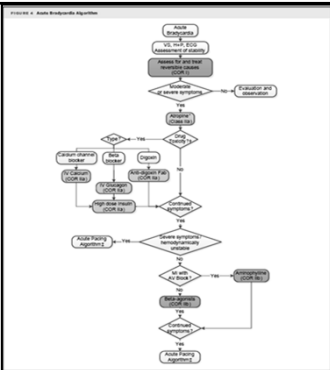 FIGURE 4 Acute Bradycardia Algorithm
Acute
Bradycardia
VS, H+P, ECG
Assessment of stability
Assess for and treat
reversible causes
(COR I)
Moderate
or severe symptoms
No
Evaluation and
observation
Yes
Atropine
(Class IIa)
Type?
Yes
Drug
Toxicity?
Calcium channel
blocker
Beta
blocker
Digoxin
No
IV Calcium
(COR IIa)
Anti-digoxin Fab
(COR IIa)
IV Glucagon
(COR IIa)
High dose insulin
(COR IIa)
Continued
symptoms?
Yes
Acute Pacing
Algorithm‡
Yes
Severe symptoms/
hemodynamically
unstable
No
MI with
AV Block?
Yes
Aminophylline
(COR IIb)
No
Beta-agonists
(COR IIb)
Continued
symptoms?
Yes
Acute Pacing
Algorithm‡